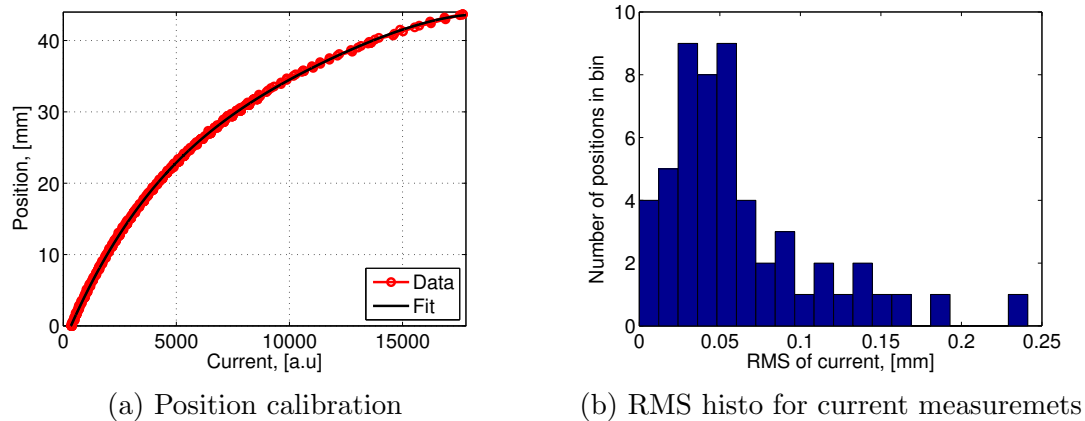 40
30
20
10
0
0
5000
10000
15000
Position, [mm]
Current, [a.u]
Data
Fit
(a) Position calibration
10
8
6
4
2
0
0
0.05
0.1
0.15
0.2
0.25
Number of positions in bin
RMS of current, [mm]
(b) RMS histo for current measuremets